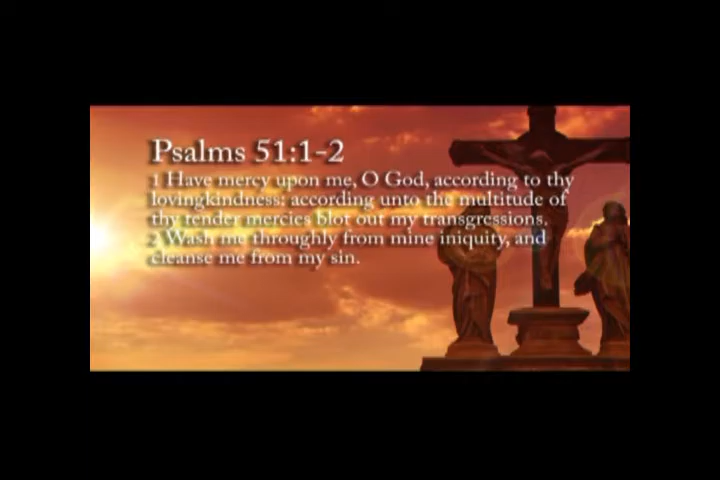 Psalms 51:1-2
1 Have mercy upon me, O God, according to thy
lovingkindness: according unto the multitude of
thy tender mercies blot out my transgressions.
2 Wash me throughly from mine iniquity, and
cleanse me from my sin.